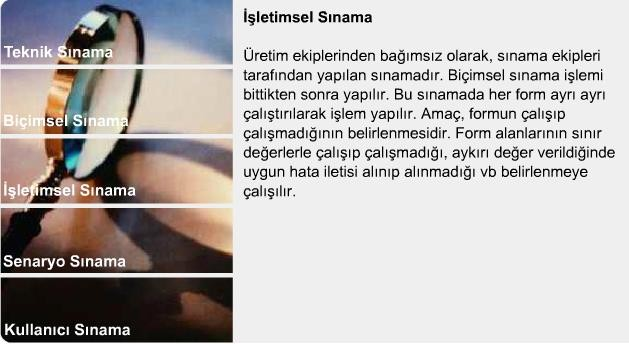 Teknik Sınama
Biçimsel Sınama
İşletimsel Sınama
Senaryo Sınama
Kullanıcı Sınama
İşletimsel Sınama
Üretim ekiplerinden bağımsız olarak, sınama ekipleri
tarafından yapılan sınamadır. Biçimsel sınama işlemi
bittikten sonra yapılır. Bu sınamada her form ayrı ayrı
çalıştırılarak işlem yapılır. Amaç, formun çalışıp
çalışmadığının belirlenmesidir. Form alanlarının sınır
değerlerle çalışıp çalışmadığı, aykırı değer verildiğinde
uygun hata iletisi alınıp alınmadığı vb belirlenmeye
çalışılır.